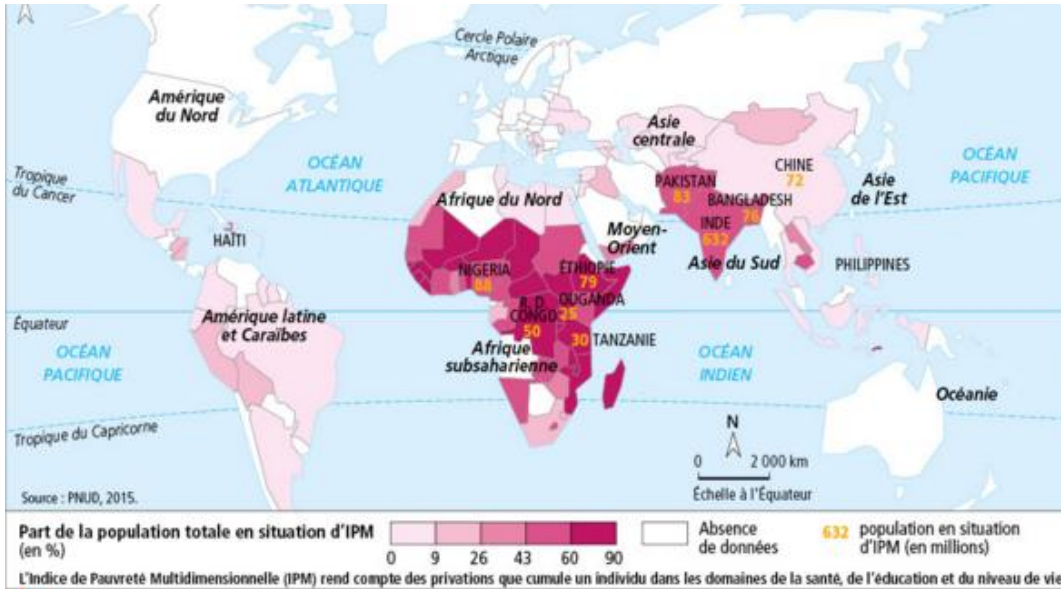 Cercle Polaire
Arctique
Amérique
du Nord
Asie
centrale
OCÉAN
ATLANTIQUE
CHINE
72
OCÉAN
PACIFIQUE
Tropique
du Cancer
Afrique du Nord
PAKISTAN
83
BANGLADESH
76
Asie
de l'Est
HAÏTI
Moyen-
Orient
INDE
632
Asie du Sud
PHILIPPINES
NIGERIA
88
ÉTHIOPIE
79
OUGANDA
25
R. D.
CONGO
50
30 TANZANIE
Équateur
Amérique latine
et Caraïbes
OCÉAN
PACIFIQUE
Afrique
subsaharienne
OCÉAN
INDIEN
Océanie
Tropique du Capricorne
N
0 2 000 km
Échelle à l'Équateur
Source : PNUD, 2015.
Part de la population totale en situation d'IPM
(en %)
0 9 26 43 60 90
Absence
de données
632 population en situation
d'IPM (en millions)
L'Indice de Pauvreté Multidimensionnelle (IPM) rend compte des privations que cumule un individu dans les domaines de la santé, de l'éducation et du niveau de vie